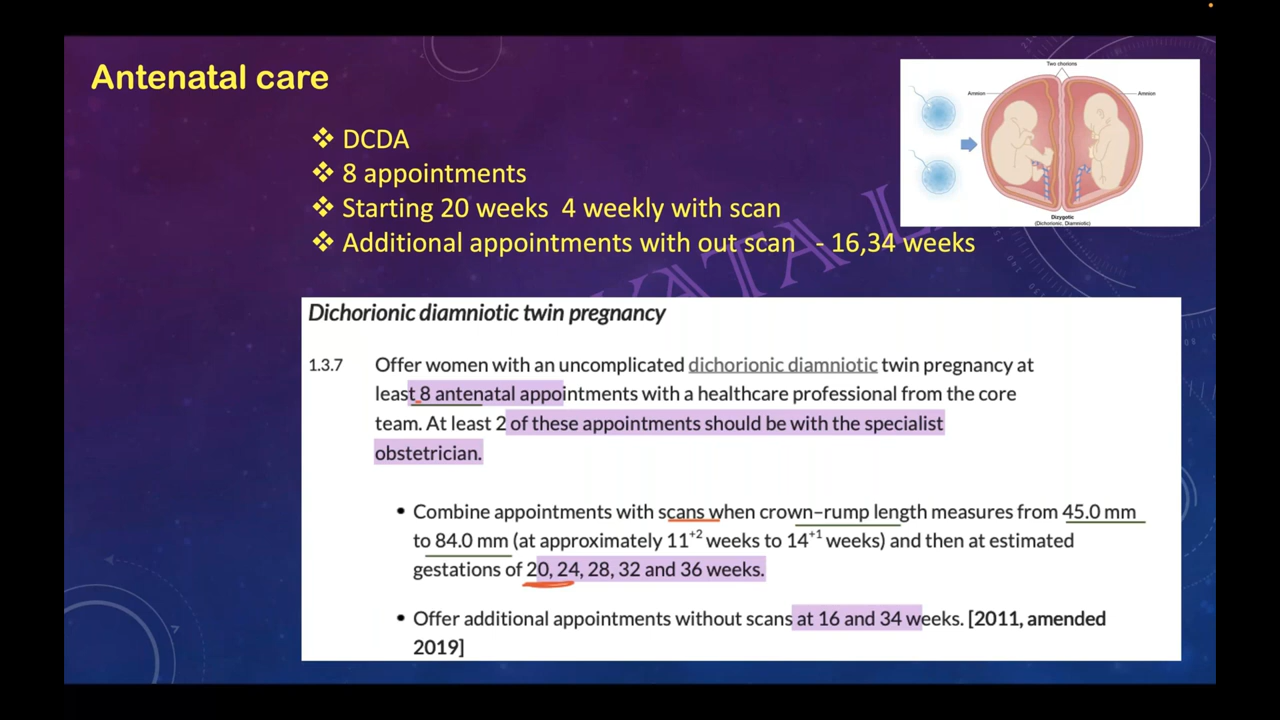 Antenatal care
❖ DCDA
❖ 8 appointments
❖ Starting 20 weeks 4 weekly with scan
❖ Additional appointments with out scan - 16,34 weeks
Two chorions
Amnion
Amnion
Dizygotic
(Dichorionic, Diamniotic)
Dichorionic diamniotic twin pregnancy
1.3.7 Offer women with an uncomplicated dichorionic diamniotic twin pregnancy at
least 8 antenatal appointments with a healthcare professional from the core
team. At least 2 of these appointments should be with the specialist
obstetrician.
• Combine appointments with scans when crown–rump length measures from 45.0 mm
to 84.0 mm (at approximately 11⁺² weeks to 14⁺¹ weeks) and then at estimated
gestations of 20, 24, 28, 32 and 36 weeks.
• Offer additional appointments without scans at 16 and 34 weeks. [2011, amended
2019]